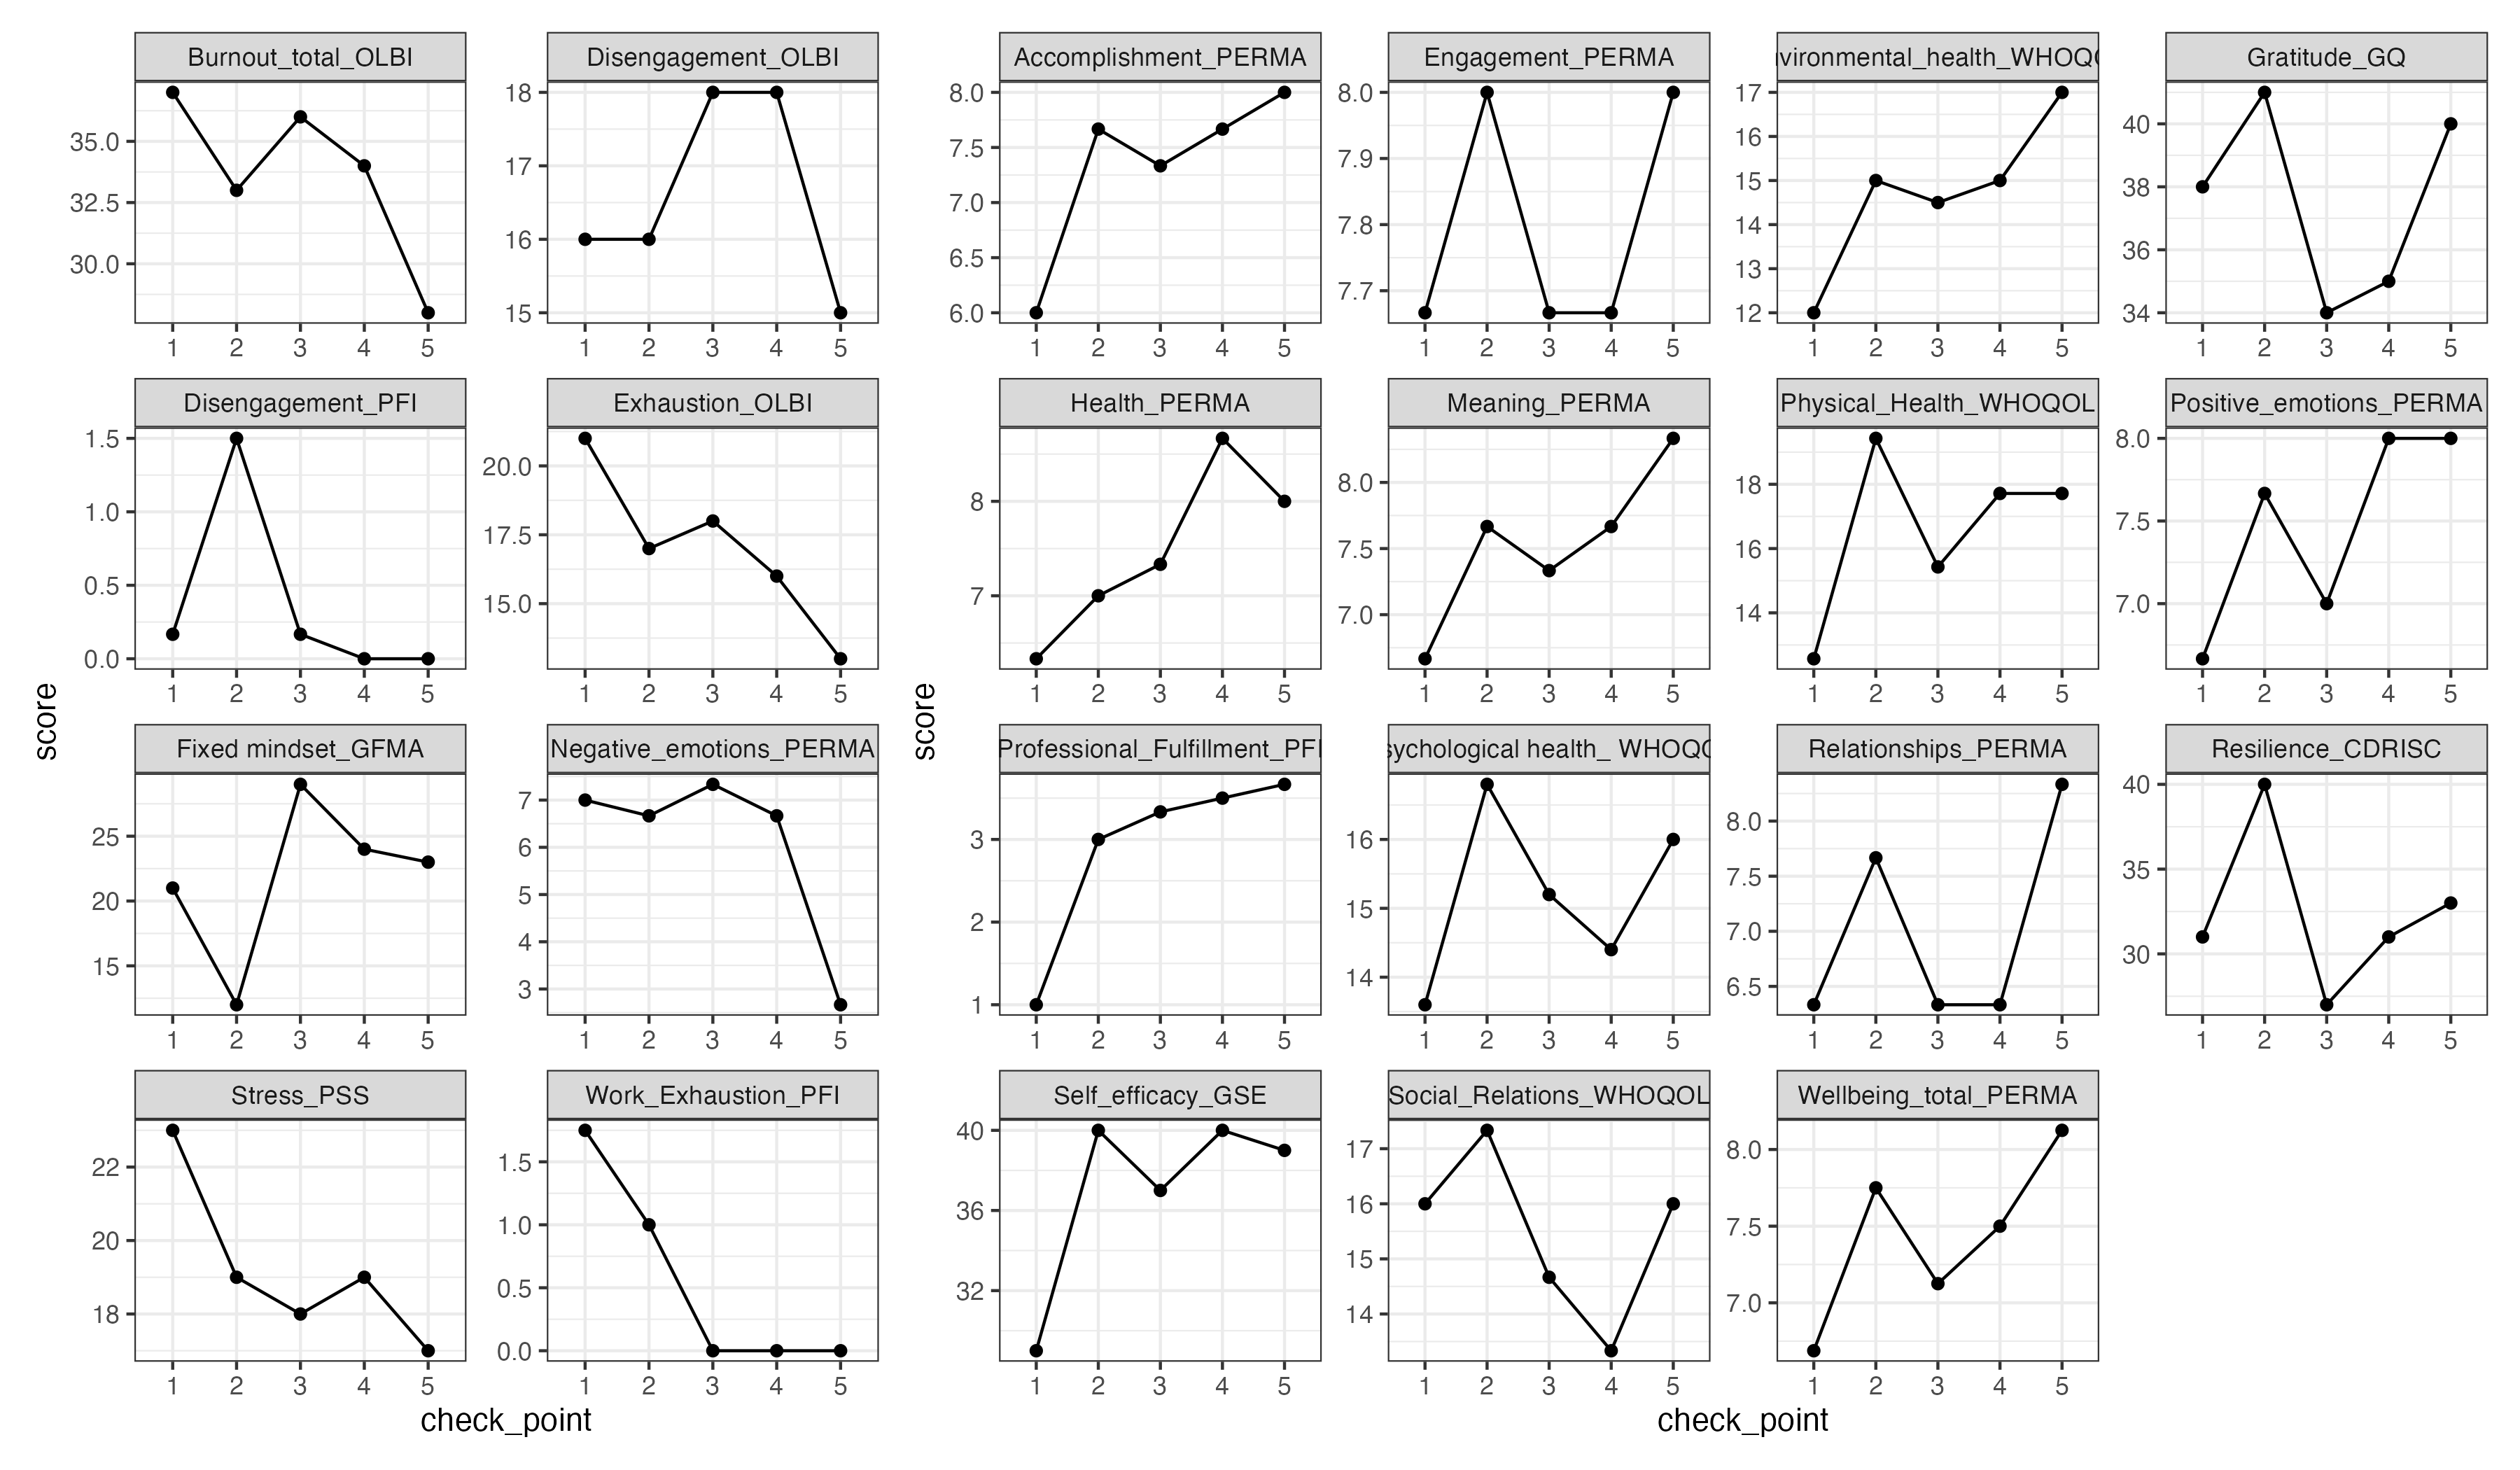 Burnout_total_OLBI
35.0
32.5
30.0
1 2 3 4 5
Disengagement_OLBI
18
17
16
15
1 2 3 4 5
Disengagement_PFI
1.5
1.0
0.5
0.0
1 2 3 4 5
Exhaustion_OLBI
20.0
17.5
15.0
1 2 3 4 5
Fixed mindset_GFMA
25
20
15
1 2 3 4 5
Negative_emotions_PERMA
7
6
5
4
3
1 2 3 4 5
Stress_PSS
22
20
18
1 2 3 4 5
Work_Exhaustion_PFI
1.5
1.0
0.5
0.0
1 2 3 4 5
score
check_point
Accomplishment_PERMA
8.0
7.5
7.0
6.5
6.0
1 2 3 4 5
Engagement_PERMA
8.0
7.9
7.8
7.7
1 2 3 4 5
vironmental_health_WHOQ
17
16
15
14
13
12
1 2 3 4 5
Gratitude_GQ
40
38
36
34
1 2 3 4 5
Health_PERMA
8
7
1 2 3 4 5
Meaning_PERMA
8.0
7.5
7.0
1 2 3 4 5
Physical_Health_WHOQOL
18
16
14
1 2 3 4 5
Positive_emotions_PERMA
8.0
7.5
7.0
1 2 3 4 5
Professional_Fulfillment_PFI
3
2
1
1 2 3 4 5
sychological health_ WHOQ
16
15
14
1 2 3 4 5
Relationships_PERMA
8.0
7.5
7.0
6.5
1 2 3 4 5
Resilience_CDRISC
40
35
30
1 2 3 4 5
Self_efficacy_GSE
40
36
32
1 2 3 4 5
Social_Relations_WHOQOL
17
16
15
14
1 2 3 4 5
Wellbeing_total_PERMA
8.0
7.5
7.0
1 2 3 4 5
score
check_point